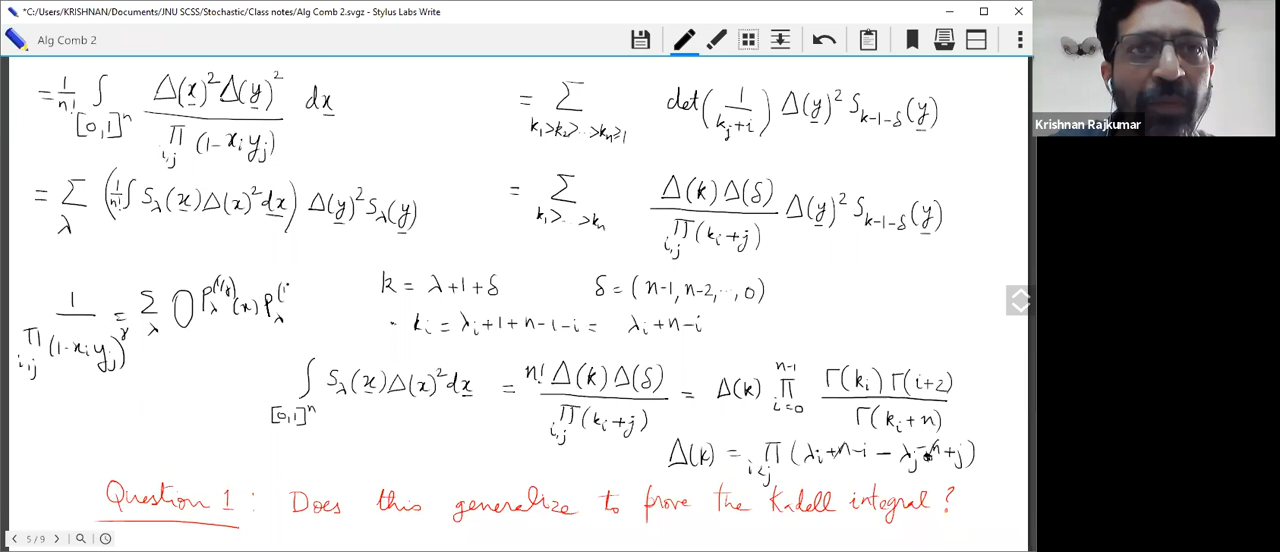 *C:/Users/KRISHNAN/Documents/JNU SCSS/Stochastic/Class notes/Alg Comb 2.svgz - Stylus Labs Write
Alg Comb 2
= 1/n! ∫_{[0,1]^n} Δ(x)^2 Δ(y)^2 / ∏_{i,j} (1-x_i y_j) dx
= Σ_{k_1>k_2>...>k_n≥1} det(1/(k_j+i)) Δ(y)^2 S_{k-1-δ}(y)
= Σ_λ (1/n! ∫ S_λ(x) Δ(x)^2 dx) Δ(y)^2 S_λ(y)
= Σ_{k_1>...>k_n} Δ(k) Δ(δ) / ∏_{i,j} (k_i+j) Δ(y)^2 S_{k-1-δ}(y)
1 / ∏_{i,j} (1-x_i y_j)^γ = Σ_λ () P_λ^{(1/γ)}(x) P_λ^{(1
k = λ+1+δ   δ = (n-1, n-2, ..., 0)
k_i = λ_i+1+n-1-i = λ_i+n-i
∫_{[0,1]^n} S_λ(x) Δ(x)^2 dx = n! Δ(k) Δ(δ) / ∏_{i,j} (k_i+j) = Δ(k) ∏_{i=0}^{n-1} Γ(k_i) Γ(i+2) / Γ(k_i+n)
Δ(k) = ∏_{i<j} (λ_i+n-i - λ_j-n+j)
Question 1 : Does this generalize to prove the Kadell integral ?
Krishnan Rajkumar
5 / 9